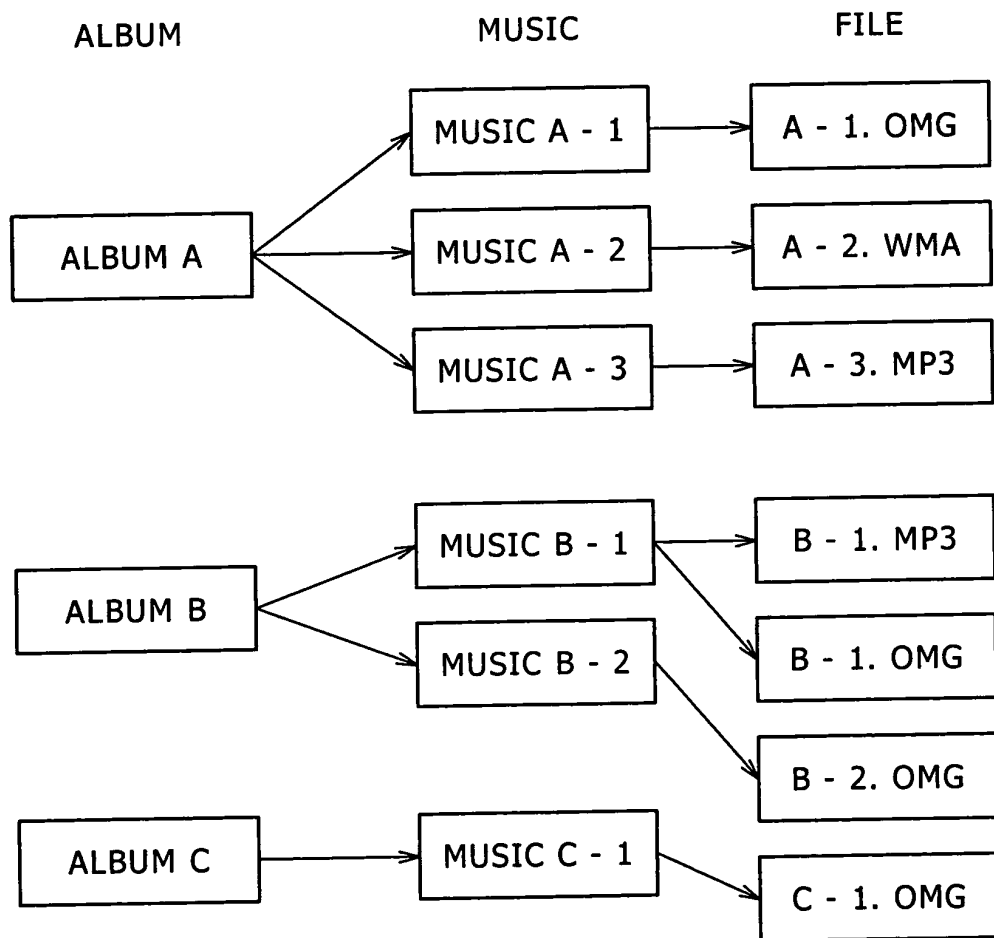 ALBUM MUSIC FILE
MUSIC A - 1 A - 1. OMG
ALBUM A MUSIC A - 2 A - 2. WMA
MUSIC A - 3 A - 3. MP3
MUSIC B - 1 B - 1. MP3
ALBUM B
MUSIC B - 2 B - 1. OMG
B - 2. OMG
ALBUM C MUSIC C - 1
C - 1. OMG